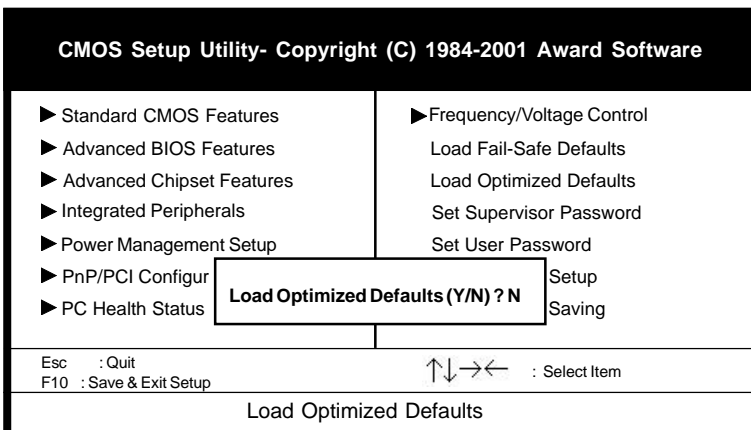 CMOS Setup Utility- Copyright (C) 1984-2001 Award Software
▶ Standard CMOS Features
▶ Advanced BIOS Features
▶ Advanced Chipset Features
▶ Integrated Peripherals
▶ Power Management Setup
▶ PnP/PCI Configur
▶ PC Health Status
▶ Frequency/Voltage Control
Load Fail-Safe Defaults
Load Optimized Defaults
Set Supervisor Password
Set User Password
Setup
Saving
Load Optimized Defaults (Y/N) ? N
Esc : Quit
F10 : Save & Exit Setup
↑↓→← : Select Item
Load Optimized Defaults